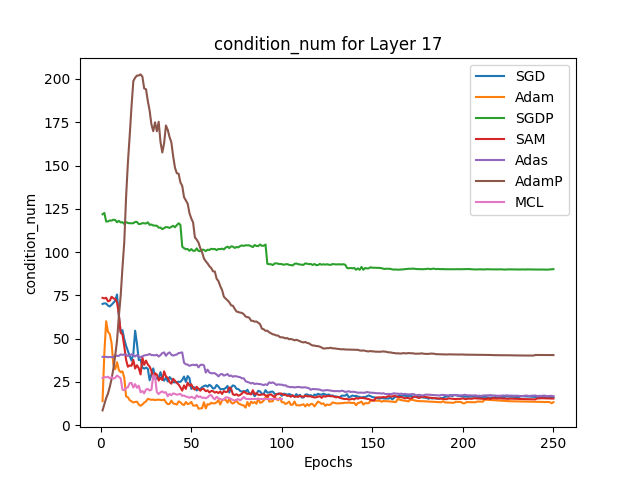 condition_num for Layer 17
condition_num
200
175
150
125
100
75
50
25
0
0 50 100 150 200 250
Epochs
SGD
Adam
SGDP
SAM
Adas
AdamP
MCL